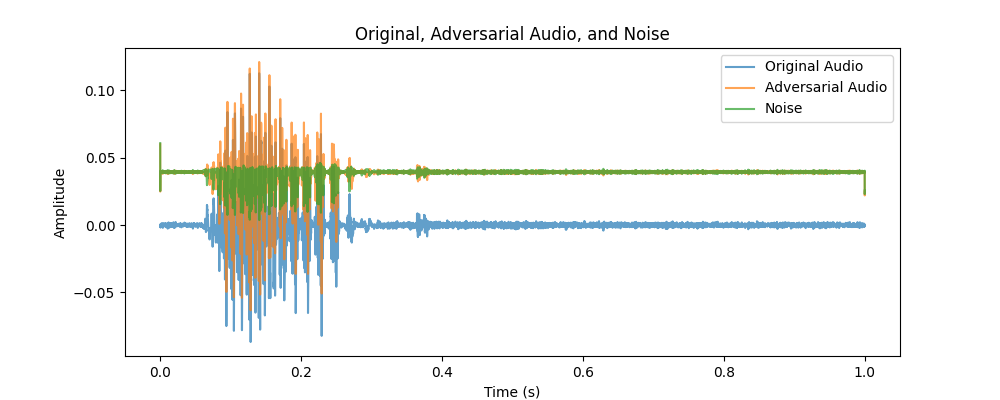 Original, Adversarial Audio, and Noise
Original Audio
Adversarial Audio
Noise
Amplitude
0.10
0.05
0.00
−0.05
0.0 0.2 0.4 0.6 0.8 1.0
Time (s)